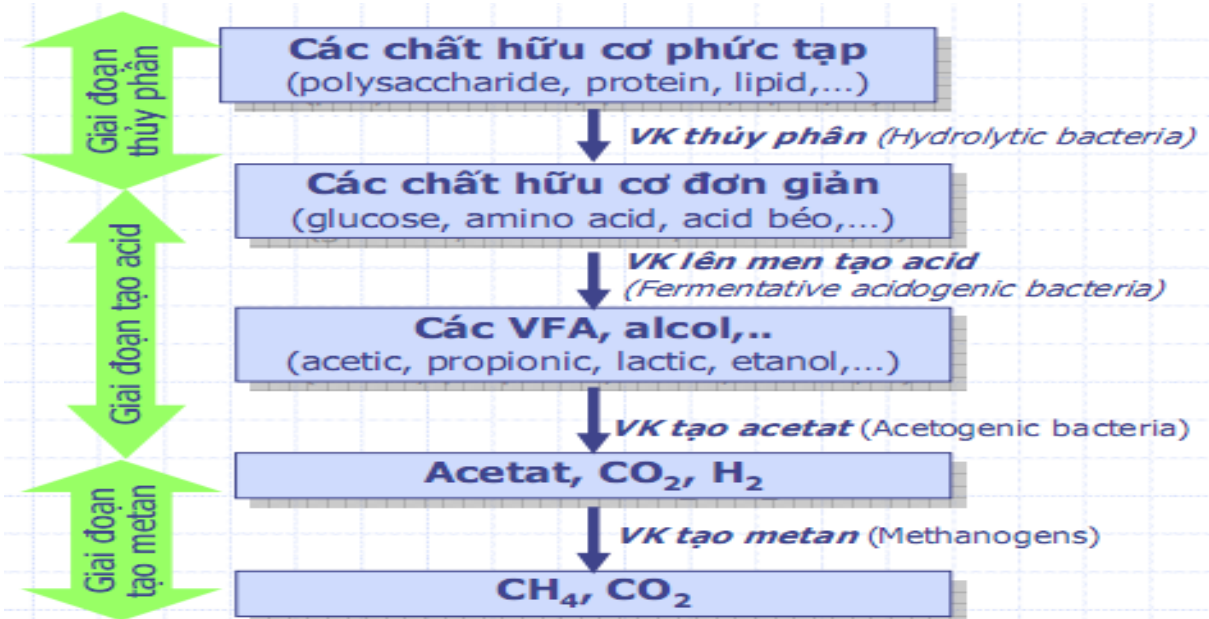 Giai đoạn
thủy phân
Các chất hữu cơ phức tạp
(polysaccharide, protein, lipid,...)
VK thủy phân (Hydrolytic bacteria)
Các chất hữu cơ đơn giản
(glucose, amino acid, acid béo,...)
Giai đoạn tạo acid
VK lên men tạo acid
(Fermentative acidogenic bacteria)
Các VFA, alcol,..
(acetic, propionic, lactic, etanol,...)
VK tạo acetat (Acetogenic bacteria)
Acetat, CO₂, H₂
Giai đoạn
tạo metan
VK tạo metan (Methanogens)
CH₄, CO₂